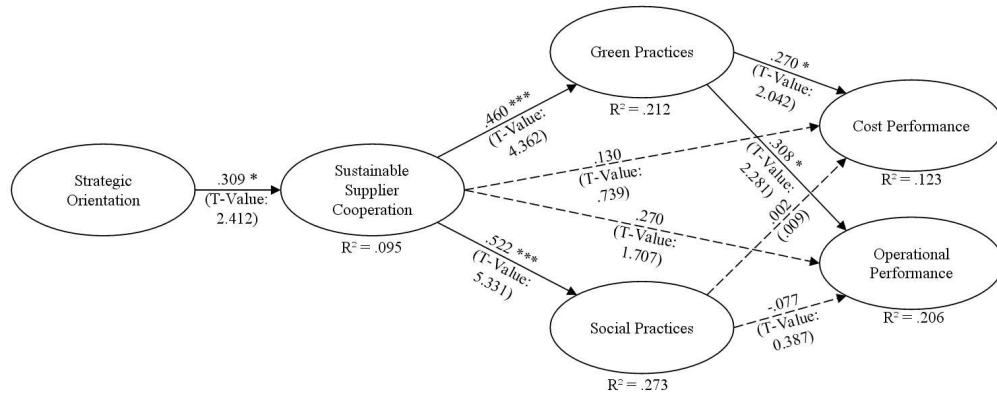 Strategic
Orientation
.309 *
(T-Value:
2.412)
Sustainable
Supplier
Cooperation
R² = .095
.460 ***
(T-Value:
4.362)
.130
(T-Value:
.739)
.270
(T-Value:
1.707)
.522 ***
(T-Value:
5.331)
Green Practices
R² = .212
Social Practices
R² = .273
.270 *
(T-Value:
2.042)
.308 *
(T-Value:
2.281)
.002
(.009)
-.077
(T-Value:
0.387)
Cost Performance
R² = .123
Operational
Performance
R² = .206